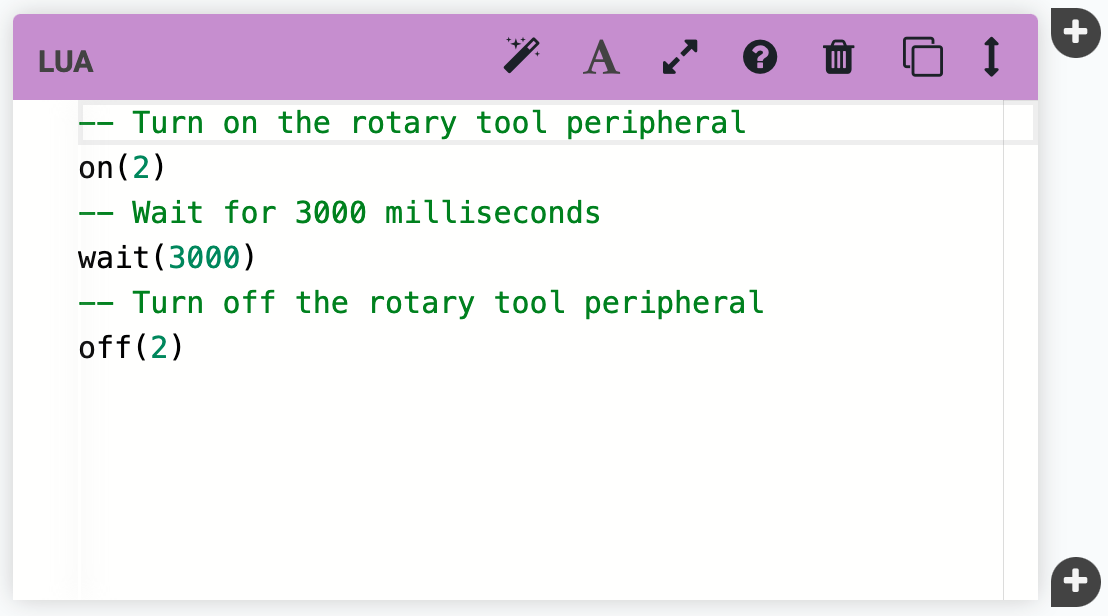 LUA
-- Turn on the rotary tool peripheral
on(2)
-- Wait for 3000 milliseconds
wait(3000)
-- Turn off the rotary tool peripheral
off(2)